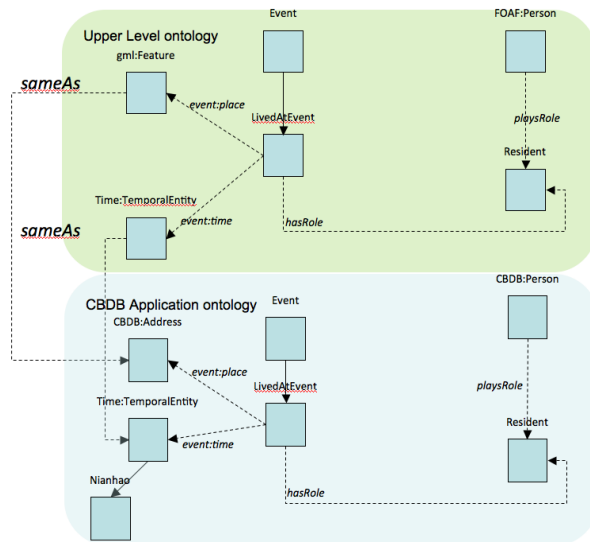 Event
FOAF:Person
Upper Level ontology
gml:Feature
sameAs
event:place
LivedAtEvent
playsRole
Resident
Time:TemporalEntity
event:time
hasRole
sameAs
CBDB:Person
CBDB Application ontology
Event
CBDB:Address
event:place
LivedAtEvent
playsRole
Time:TemporalEntity
Resident
event:time
Nianhao
hasRole